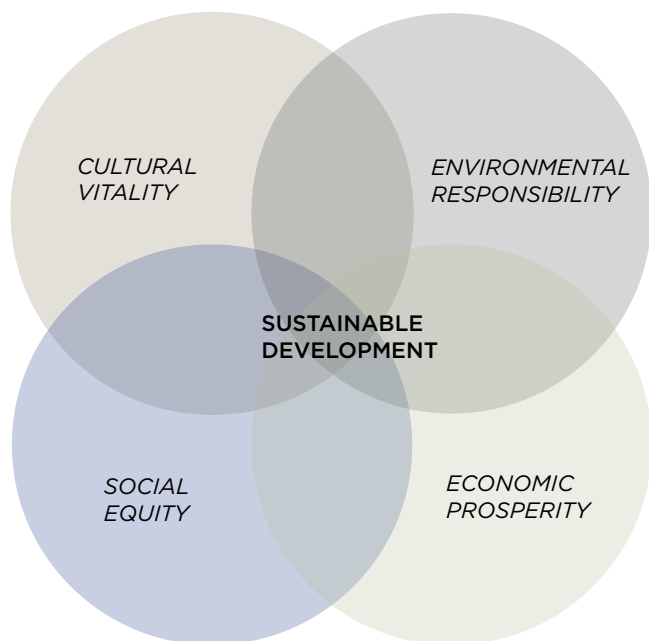 CULTURAL
VITALITY
ENVIRONMENTAL
RESPONSIBILITY
SUSTAINABLE
DEVELOPMENT
SOCIAL
EQUITY
ECONOMIC
PROSPERITY